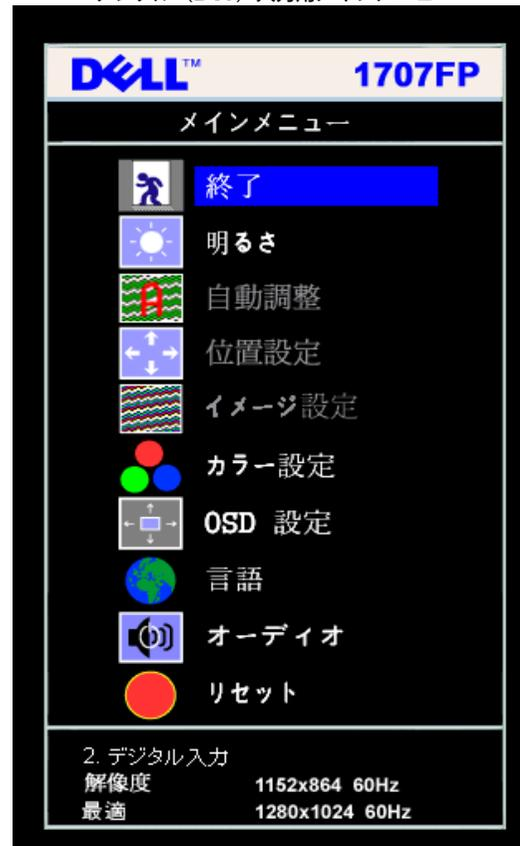 DELL™ 1707FP
メインメニュー
終了
明るさ
自動調整
位置設定
イメージ設定
カラー設定
OSD 設定
言語
オーディオ
リセット
2. デジタル入力
解像度 1152x864 60Hz
最適 1280x1024 60Hz